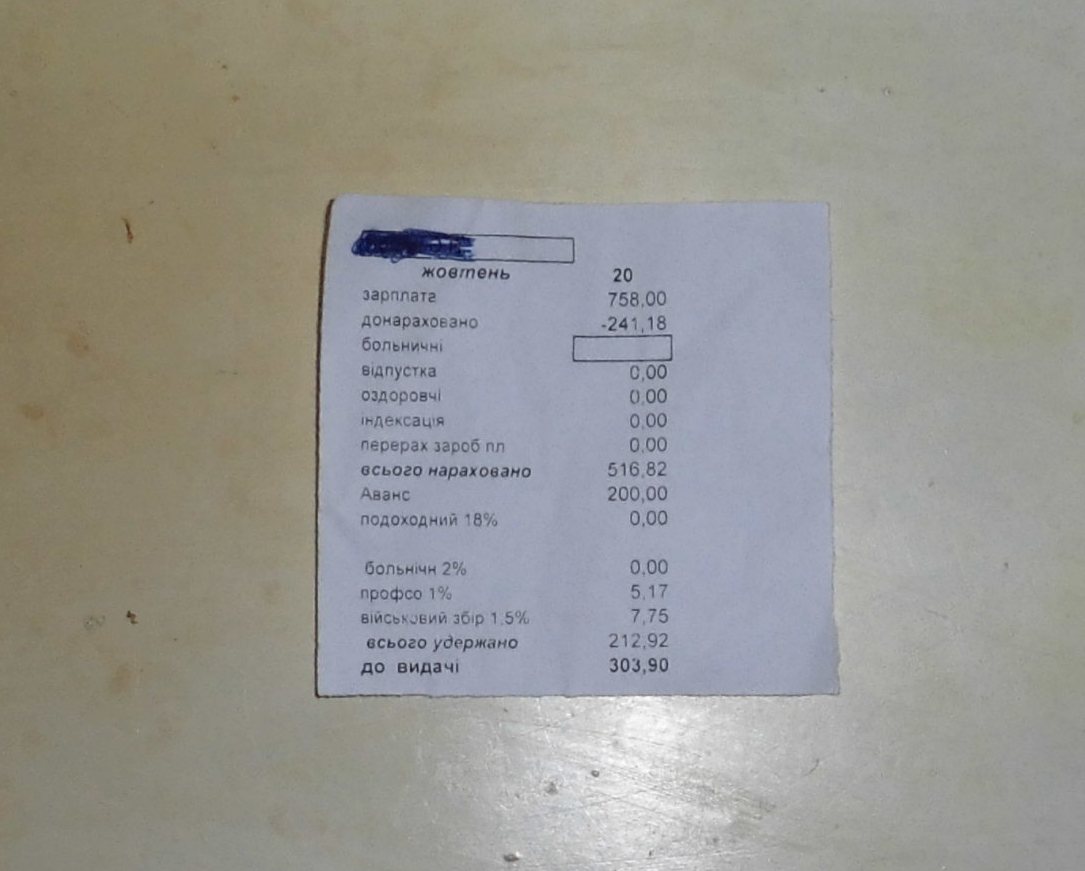 жовтень 20
зарплата 758,00
донараховано -241,18
больничні
відпустка 0,00
оздоровчі 0,00
індексація 0,00
перерах зароб пл 0,00
всього нараховано 516,82
Аванс 200,00
подоходний 18% 0,00
больнічн 2% 0,00
профсо 1% 5,17
військовий збір 1,5% 7,75
всього удержано 212,92
до видачі 303,90